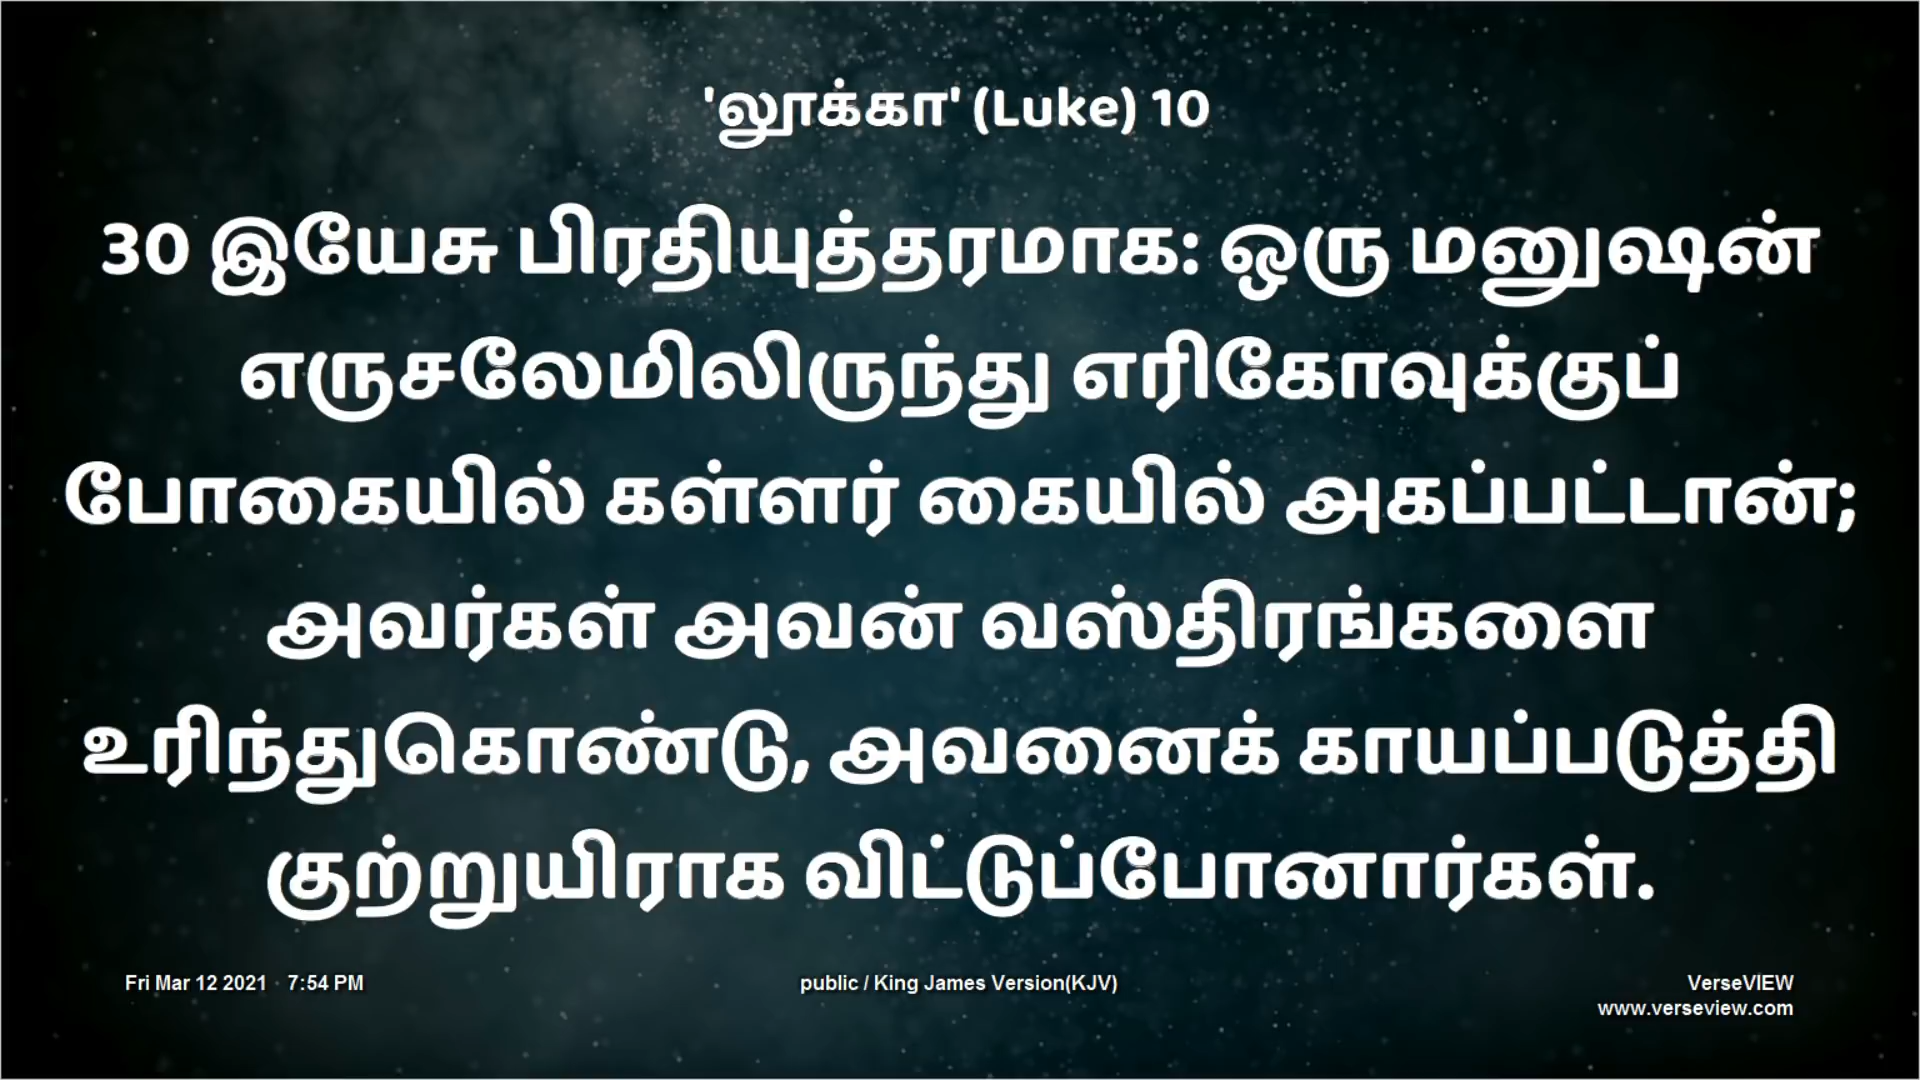 'லூக்கா' (Luke) 10
30 இயேசு பிரதியுத்தரமாக: ஒரு மனுஷன்
எருசலேமிலிருந்து எரிகோவுக்குப்
போகையில் கள்ளர் கையில் அகப்பட்டான்;
அவர்கள் அவன் வஸ்திரங்களை
உரிந்துகொண்டு, அவனைக் காயப்படுத்தி
குற்றுயிராக விட்டுப்போனார்கள்.
Fri Mar 12 2021 · 7:54 PM
public / King James Version(KJV)
VerseVIEW
www.verseview.com